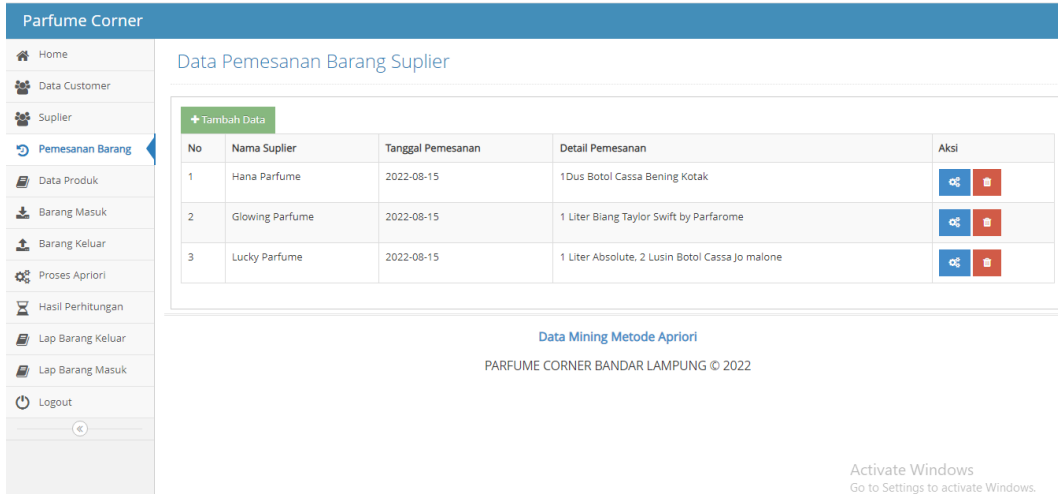 Parfume Corner
Home
Data Customer
Suplier
Pemesanan Barang
Data Produk
Barang Masuk
Barang Keluar
Proses Apriori
Hasil Perhitungan
Lap Barang Keluar
Lap Barang Masuk
Logout
Data Pemesanan Barang Suplier
+Tambah Data
No Nama Suplier Tanggal Pemesanan Detail Pemesanan Aksi
1 Hana Parfume 2022-08-15 1Dus Botol Cassa Bening Kotak
2 Glowing Parfume 2022-08-15 1 Liter Biang Taylor Swift by Parfarome
3 Lucky Parfume 2022-08-15 1 Liter Absolute, 2 Lusin Botol Cassa Jo malone
Data Mining Metode Apriori
PARFUME CORNER BANDAR LAMPUNG © 2022
Activate Windows
Go to Settings to activate Windows.